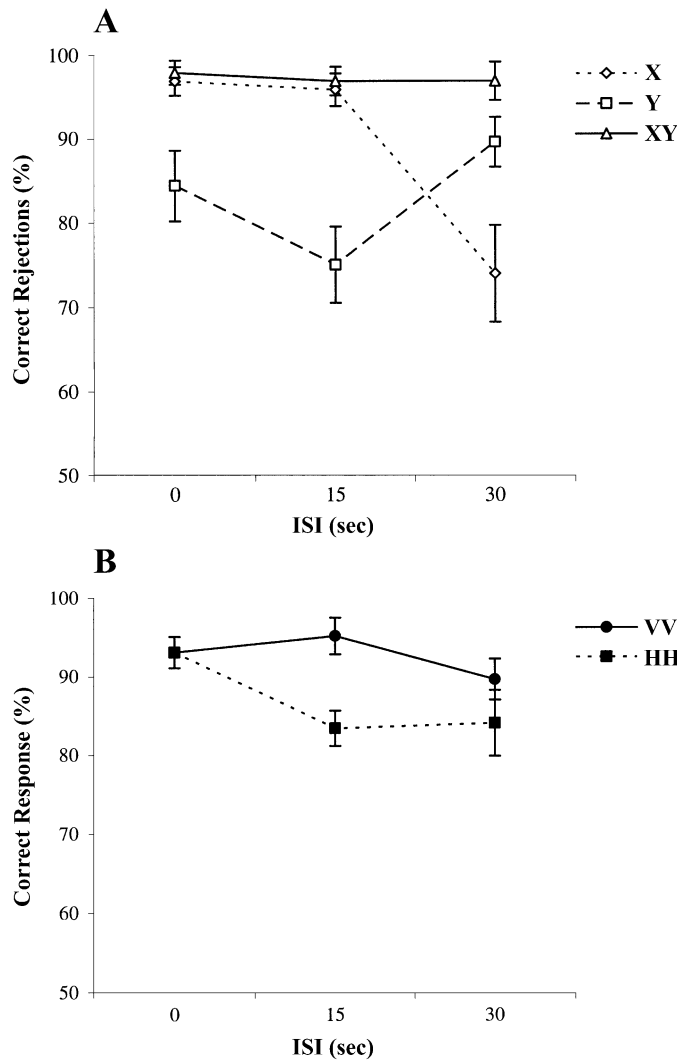 A
100
90
80
70
60
50
Correct Rejections (%)
0 15 30
ISI (sec)
X
Y
XY
B
100
90
80
70
60
50
Correct Response (%)
0 15 30
ISI (sec)
VV
HH